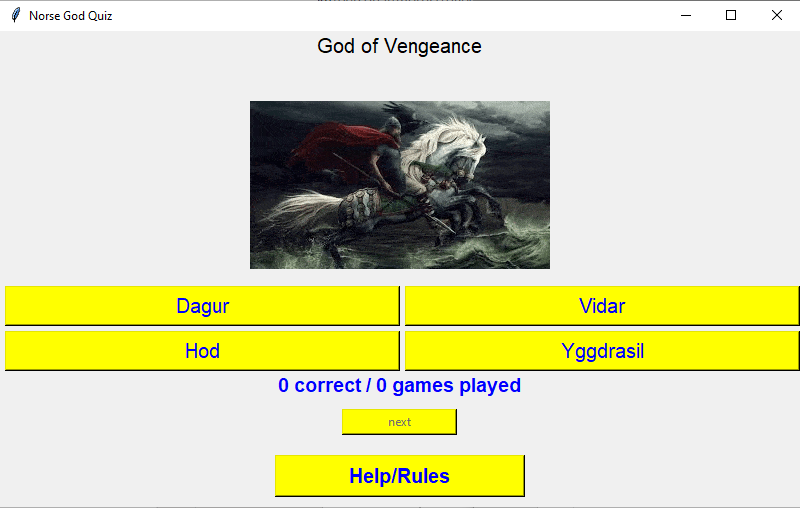 Norse God Quiz
God of Vengeance
Dagur
Vidar
Hod
Yggdrasil
0 correct / 0 games played
next
Help/Rules